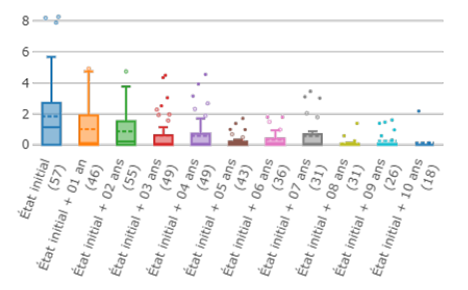 8
6
4
2
0
État initial
(57)
État initial + 01 an
(46)
État initial + 02 ans
(55)
État initial + 03 ans
(49)
État initial + 04 ans
(49)
État initial + 05 ans
(43)
État initial + 06 ans
(36)
État initial + 07 ans
(31)
État initial + 08 ans
(31)
État initial + 09 ans
(26)
État initial + 10 ans
(18)